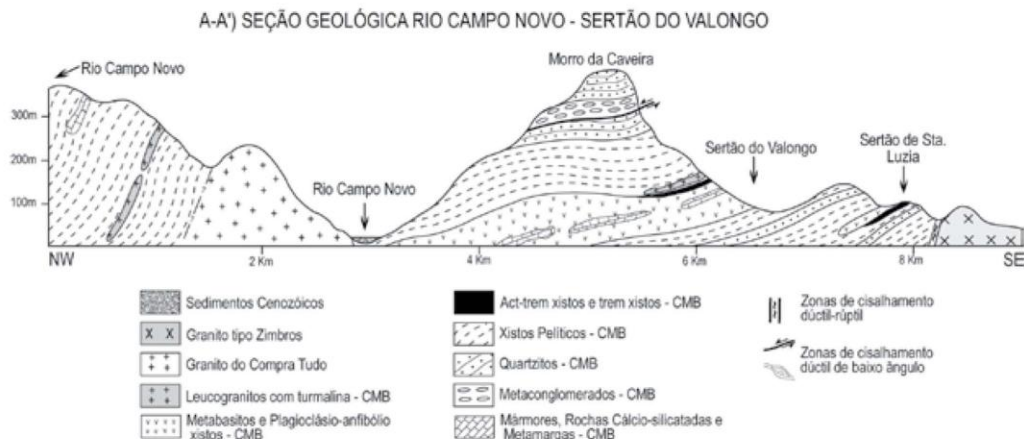 A-A') SEÇÃO GEOLÓGICA RIO CAMPO NOVO - SERTÃO DO VALONGO
Rio Campo Novo
Morro da Caveira
300m
200m
100m
Rio Campo Novo
Sertão do Valongo
Sertão de Sta.
Luzia
NW
2 Km
4 Km
6 Km
8 Km
SE
Sedimentos Cenozóicos
Granito tipo Zimbros
Granito do Compra Tudo
Leucogranitos com turmalina - CMB
Metabasitos e Plagioclásio-anfibólio
xistos - CMB
Act-trem xistos e trem xistos - CMB
Xistos Pelíticos - CMB
Quartzitos - CMB
Metaconglomerados - CMB
Mármores, Rochas Cálcio-silicatadas e
Metamargas - CMB
Zonas de cisalhamento
dúctil-rúptil
Zonas de cisalhamento
dúctil de baixo ângulo